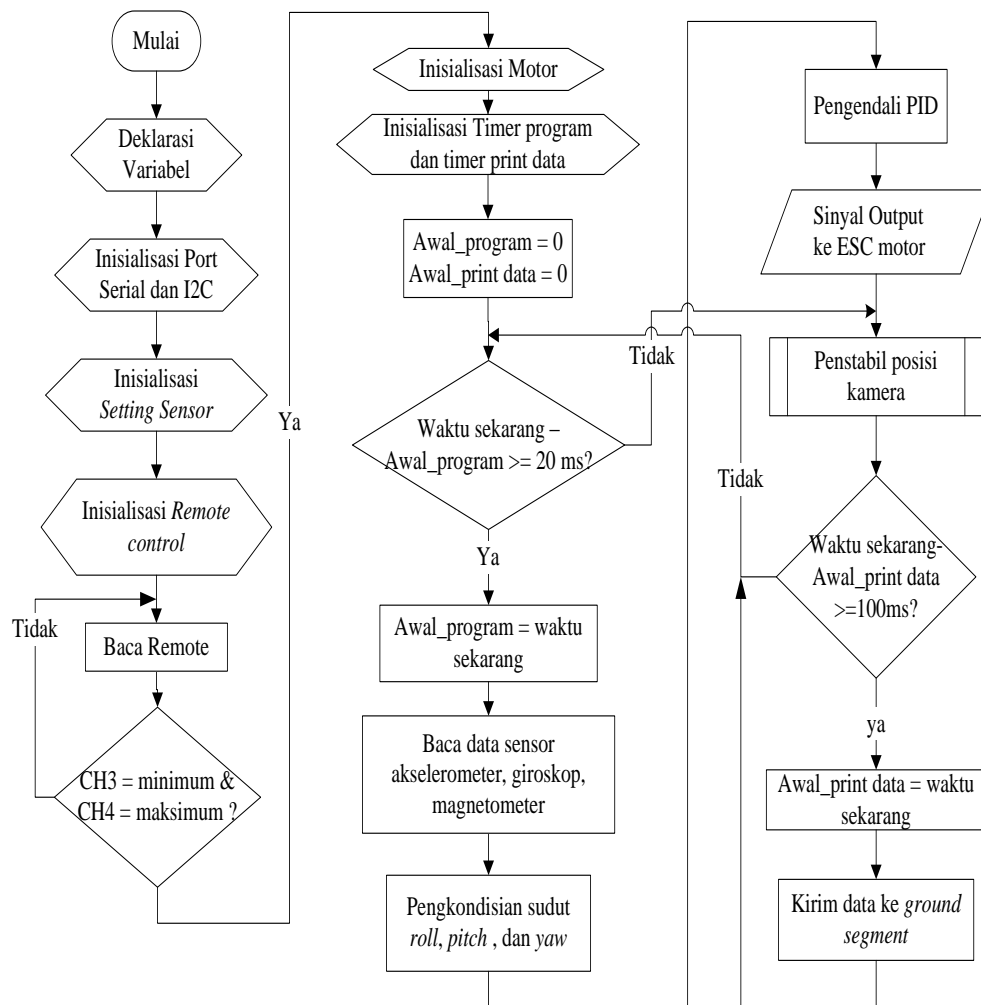 Mulai
Deklarasi
Variabel
Inisialisasi Port
Serial dan I2C
Inisialisasi
Setting Sensor
Inisialisasi Remote
control
Tidak
Baca Remote
CH3 = minimum &
CH4 = maksimum ?
Ya
Inisialisasi Motor
Inisialisasi Timer program
dan timer print data
Awal_program = 0
Awal_print data = 0
Tidak
Waktu sekarang –
Awal_program >= 20 ms?
Ya
Awal_program = waktu
sekarang
Baca data sensor
akselerometer, giroskop,
magnetometer
Pengkondisian sudut
roll, pitch , dan yaw
Pengendali PID
Sinyal Output
ke ESC motor
Penstabil posisi
kamera
Tidak
Waktu sekarang-
Awal_print data
>=100ms?
ya
Awal_print data = waktu
sekarang
Kirim data ke ground
segment